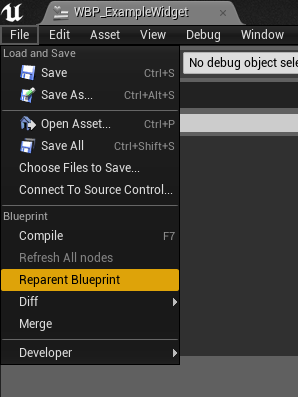 WBP_ExampleWidget
File Edit Asset View Debug Window
Load and Save
Save Ctrl+S
Save As... Ctrl+Alt+S
No debug object sele
Open Asset... Ctrl+P
Save All Ctrl+Shift+S
Choose Files to Save...
Connect To Source Control...
Blueprint
Compile F7
Refresh All nodes
Reparent Blueprint
Diff
Merge
Developer